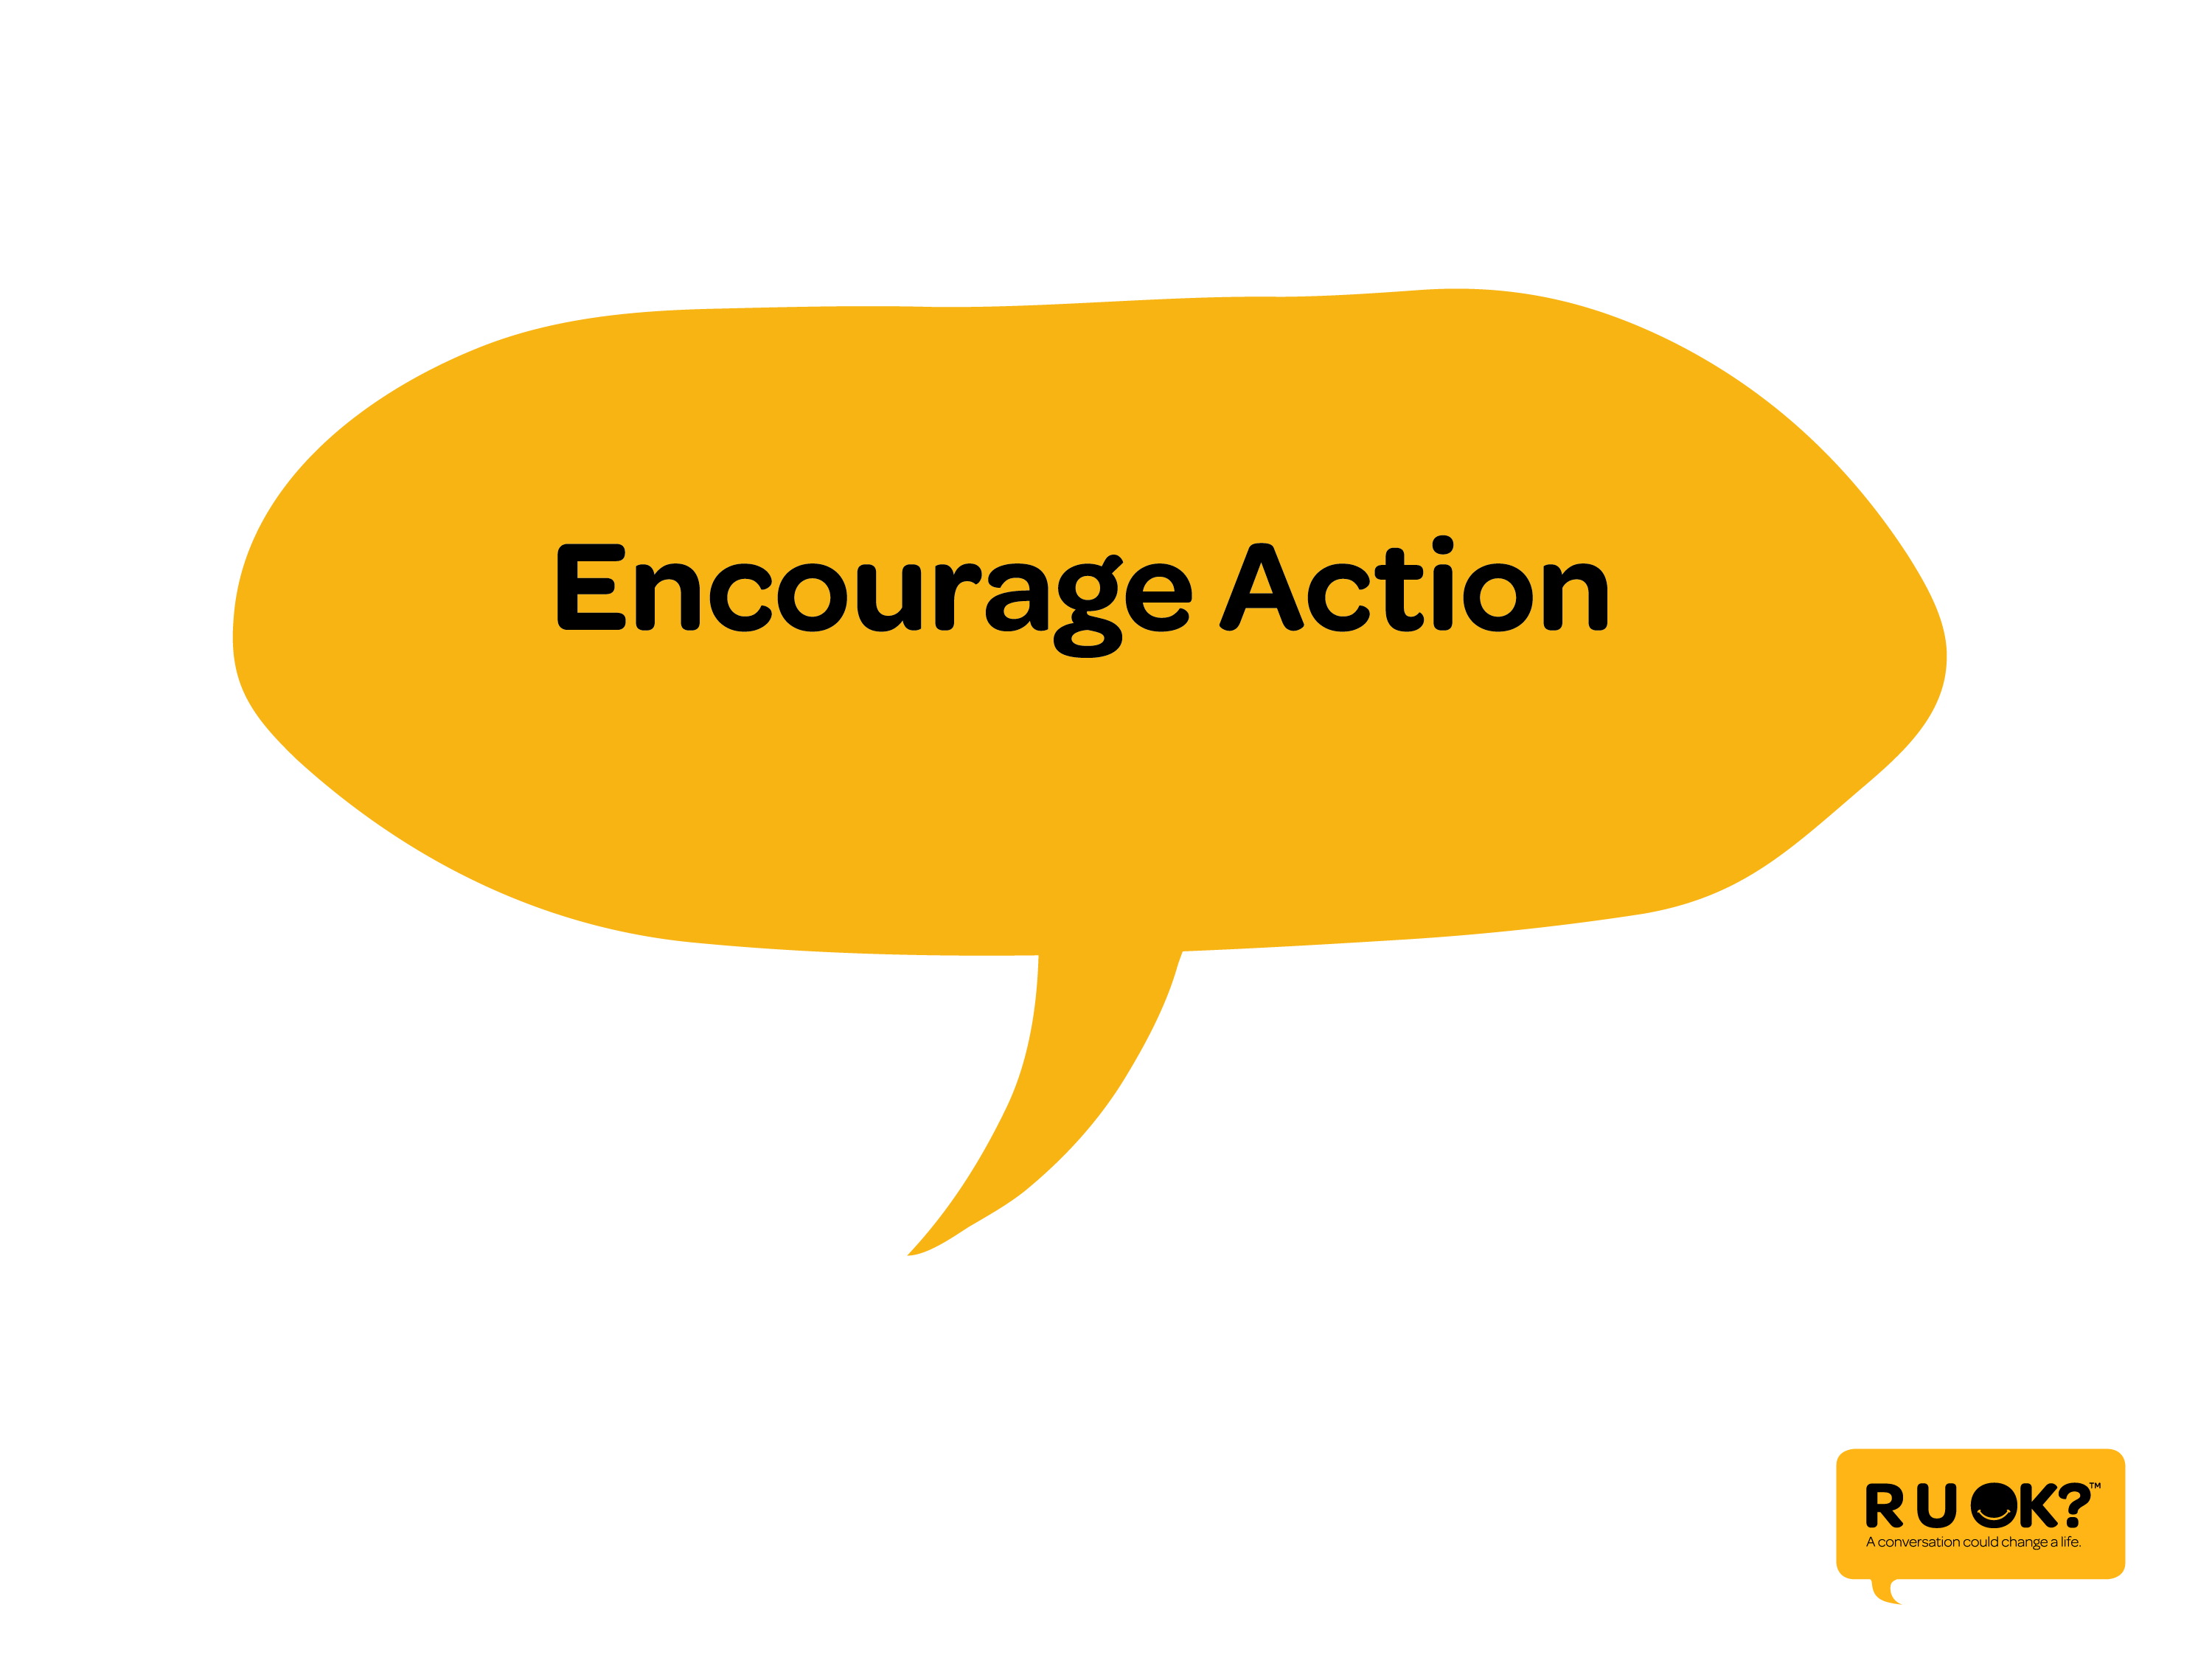 Encourage Action
R U OK?™
A conversation could change a life.